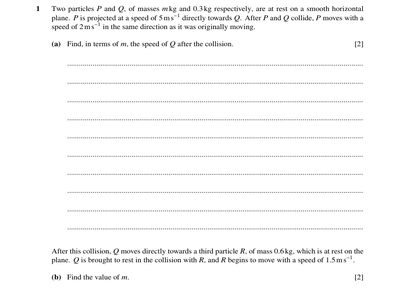 1 Two particles P and Q, of masses m kg and 0.3 kg respectively, are at rest on a smooth horizontal
plane. P is projected at a speed of 5 m s⁻¹ directly towards Q. After P and Q collide, P moves with a
speed of 2 m s⁻¹ in the same direction as it was originally moving.
(a) Find, in terms of m, the speed of Q after the collision. [2]
After this collision, Q moves directly towards a third particle R, of mass 0.6 kg, which is at rest on the
plane. Q is brought to rest in the collision with R, and R begins to move with a speed of 1.5 m s⁻¹.
(b) Find the value of m. [2]